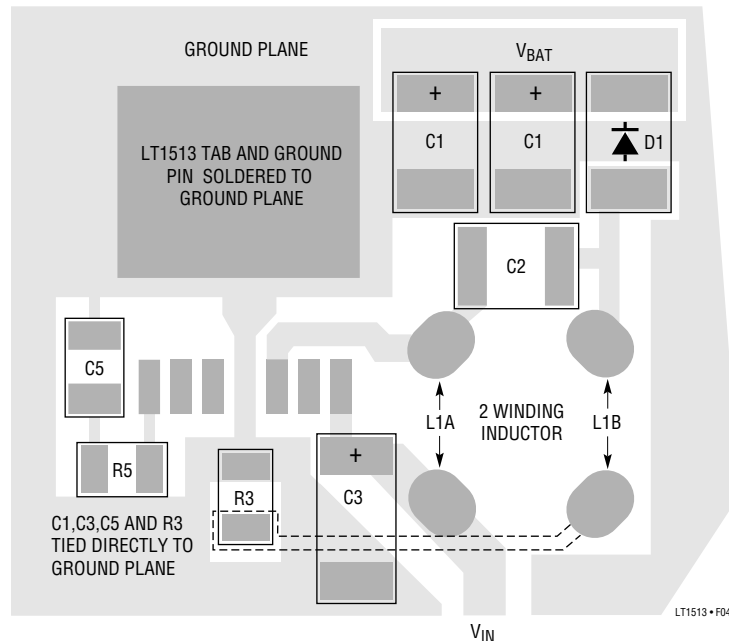 GROUND PLANE
VBAT
+
+
C1
C1
D1
LT1513 TAB AND GROUND
PIN SOLDERED TO
GROUND PLANE
C2
C5
L1A
2 WINDING
INDUCTOR
L1B
R5
R3
+
C3
C1,C3,C5 AND R3
TIED DIRECTLY TO
GROUND PLANE
LT1513 • F04
VIN